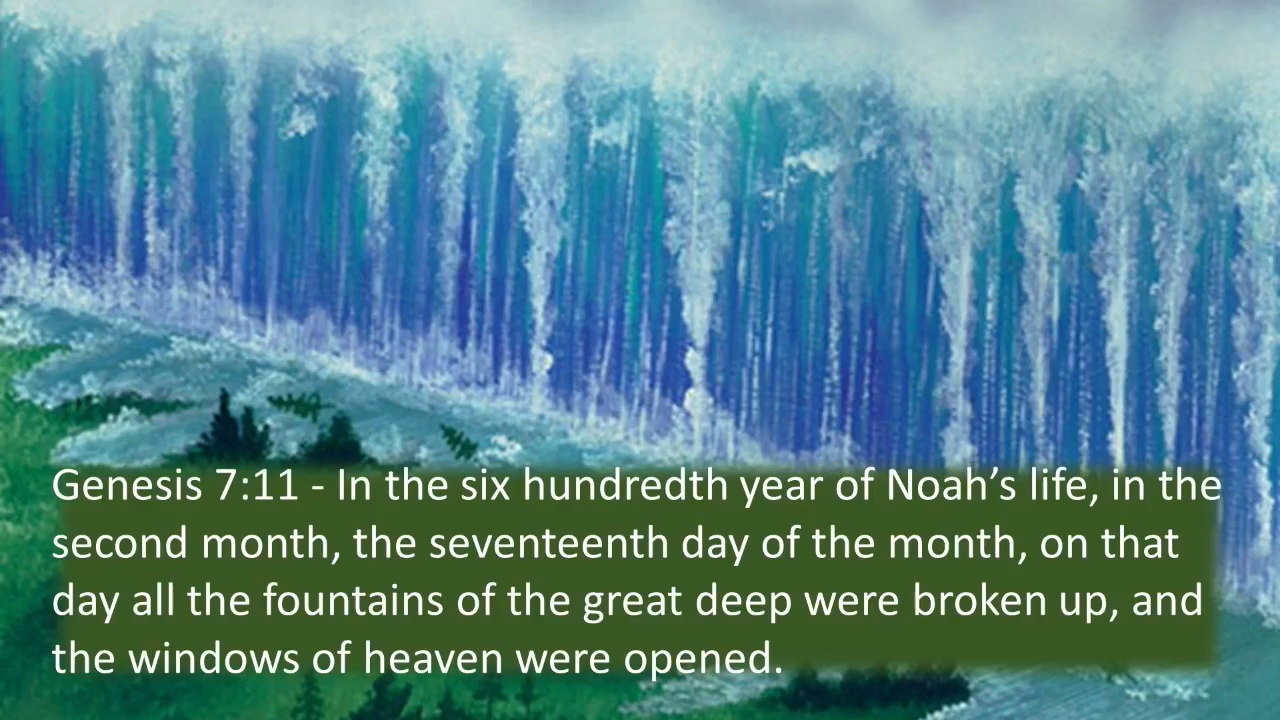 Genesis 7:11 - In the six hundredth year of Noah’s life, in the
second month, the seventeenth day of the month, on that
day all the fountains of the great deep were broken up, and
the windows of heaven were opened.